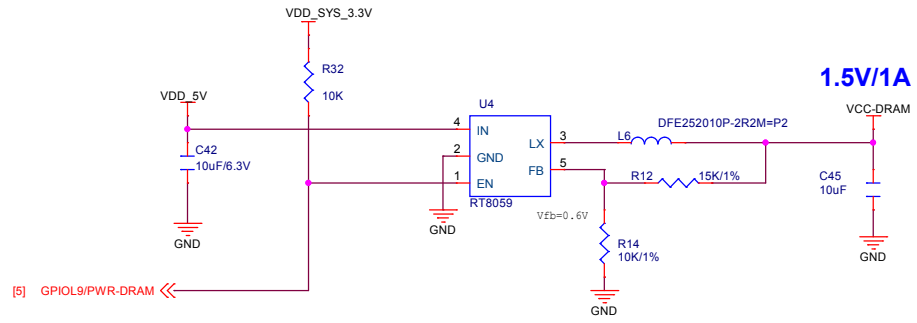 VDD_SYS_3.3V
R32
10K
1.5V/1A
VDD_5V
U4
VCC-DRAM
DFE252010P-2R2M=P2
4 IN
LX 3
L6
C42
10uF/6.3V
2 GND
FB 5
1 EN
R12 15K/1%
C45
10uF
RT8059
Vfb=0.6V
GND
GND
R14
10K/1%
GND
[5] GPIOL9/PWR-DRAM
GND